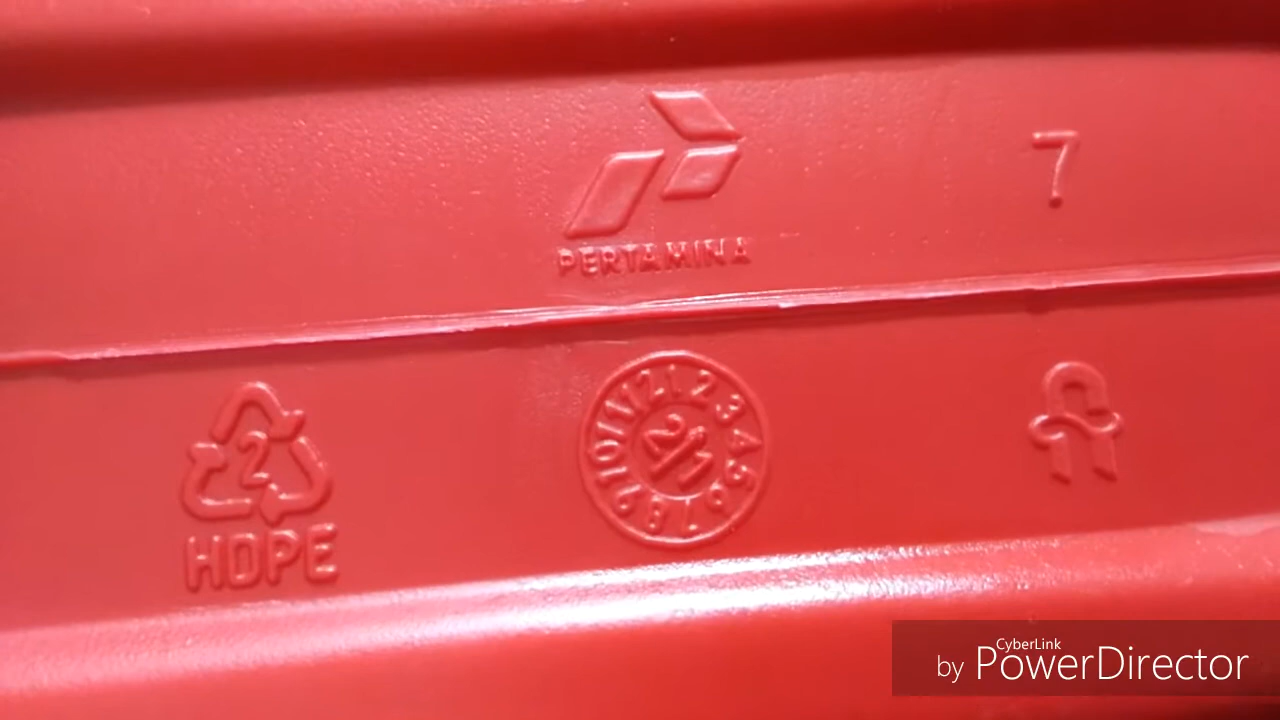 7
PERTAMINA
12 1 2 3 4 5 6 7 8 9 10 11
2
HDPE
CyberLink
by PowerDirector